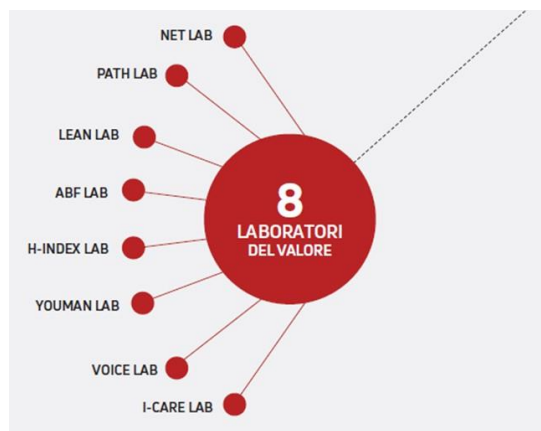 NET LAB
PATH LAB
LEAN LAB
ABF LAB
H-INDEX LAB
YOUMAN LAB
VOICE LAB
I-CARE LAB
8
LABORATORI
DEL VALORE